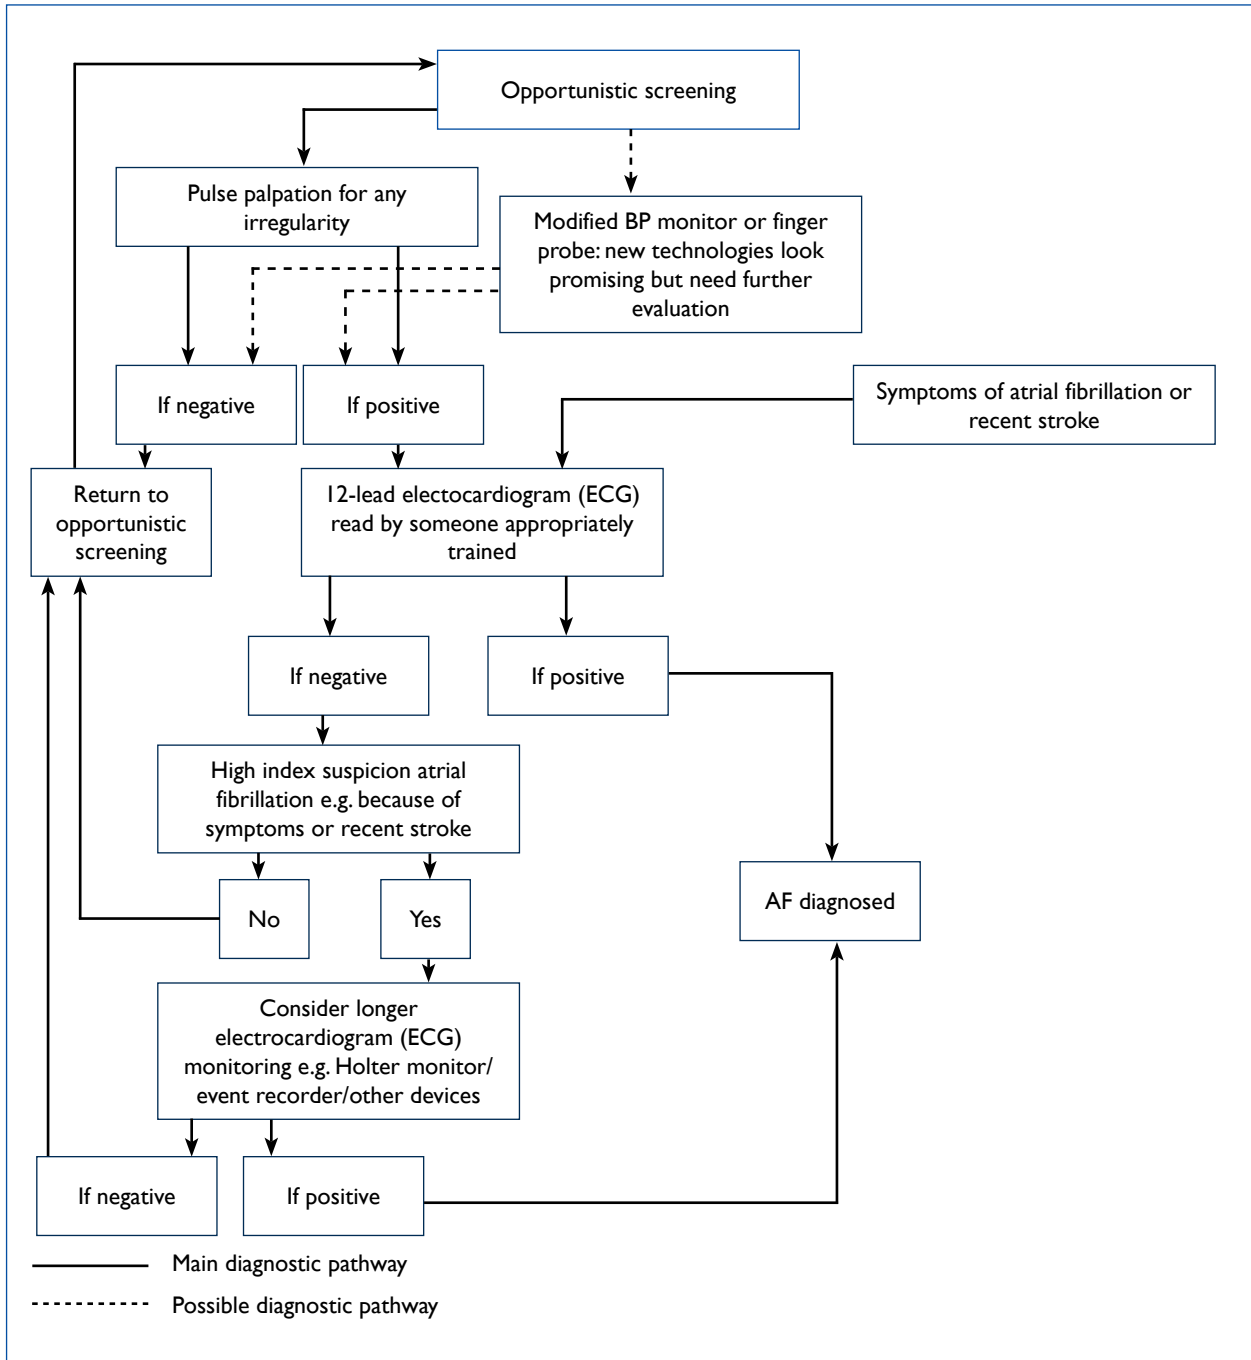 Opportunistic screening
Pulse palpation for any
irregularity
Modified BP monitor or finger
probe: new technologies look
promising but need further
evaluation
If negative
If positive
Symptoms of atrial fibrillation or
recent stroke
Return to
opportunistic
screening
12-lead electocardiogram (ECG)
read by someone appropriately
trained
If negative
If positive
High index suspicion atrial
fibrillation e.g. because of
symptoms or recent stroke
No
Yes
AF diagnosed
Consider longer
electrocardiogram (ECG)
monitoring e.g. Holter monitor/
event recorder/other devices
If negative
If positive
Main diagnostic pathway
Possible diagnostic pathway